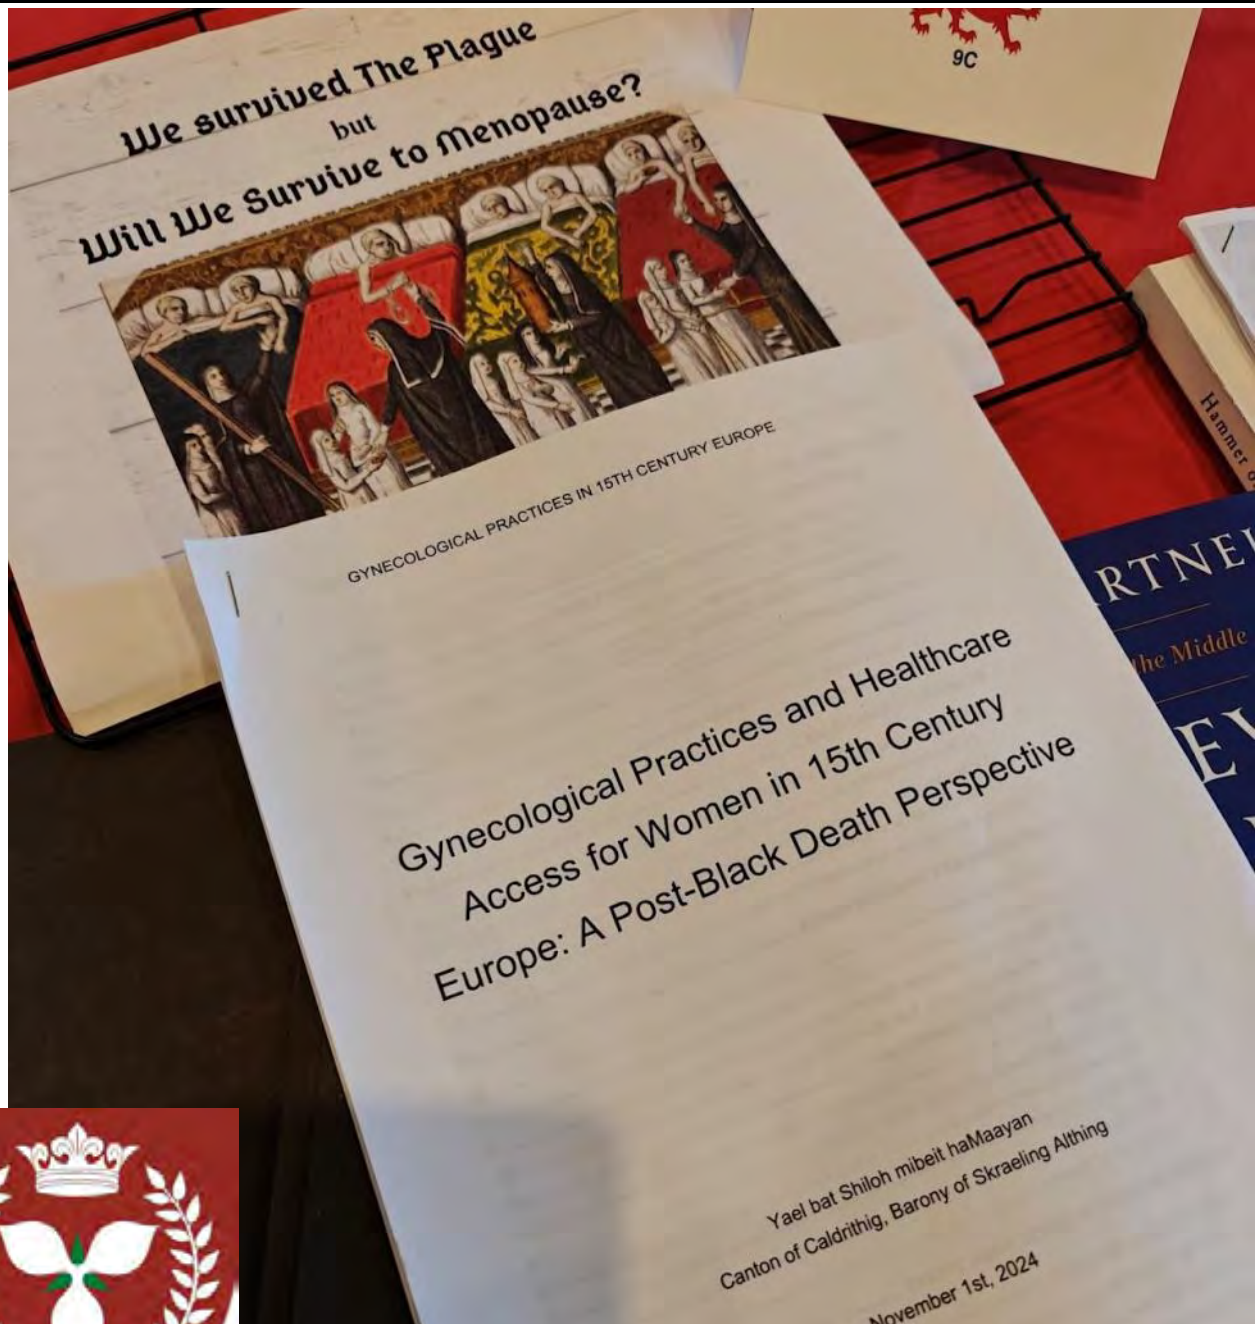 We survived The Plague
but
Will We Survive to Menopause?
9C
GYNECOLOGICAL PRACTICES IN 15TH CENTURY EUROPE
Gynecological Practices and Healthcare
Access for Women in 15th Century
Europe: A Post-Black Death Perspective
Yael bat Shiloh mibeit haMaayan
Canton of Caldrithig, Barony of Skraeling Althing
November 1st, 2024
Hammer
RTNE
the Middle
EV